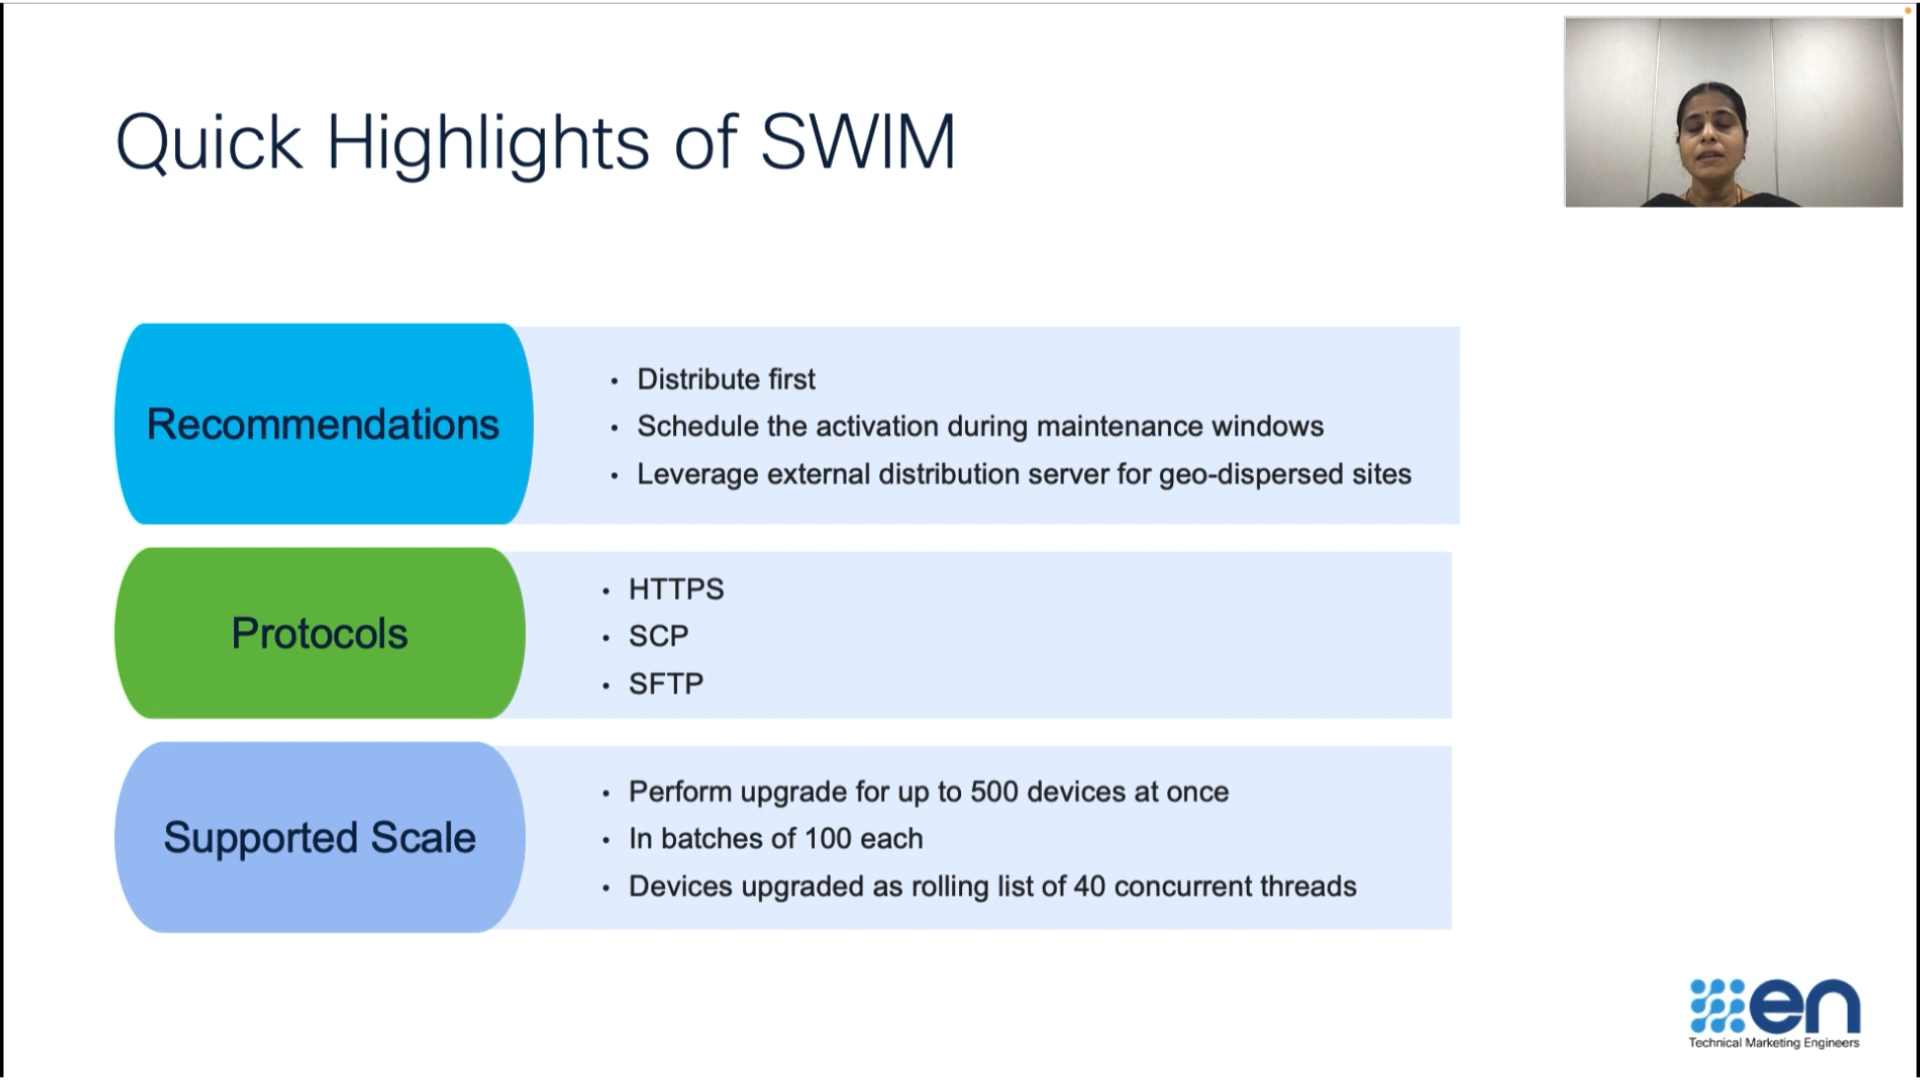 Quick Highlights of SWIM
Recommendations
• Distribute first
• Schedule the activation during maintenance windows
• Leverage external distribution server for geo-dispersed sites
Protocols
• HTTPS
• SCP
• SFTP
Supported Scale
• Perform upgrade for up to 500 devices at once
• In batches of 100 each
• Devices upgraded as rolling list of 40 concurrent threads
en
Technical Marketing Engineers